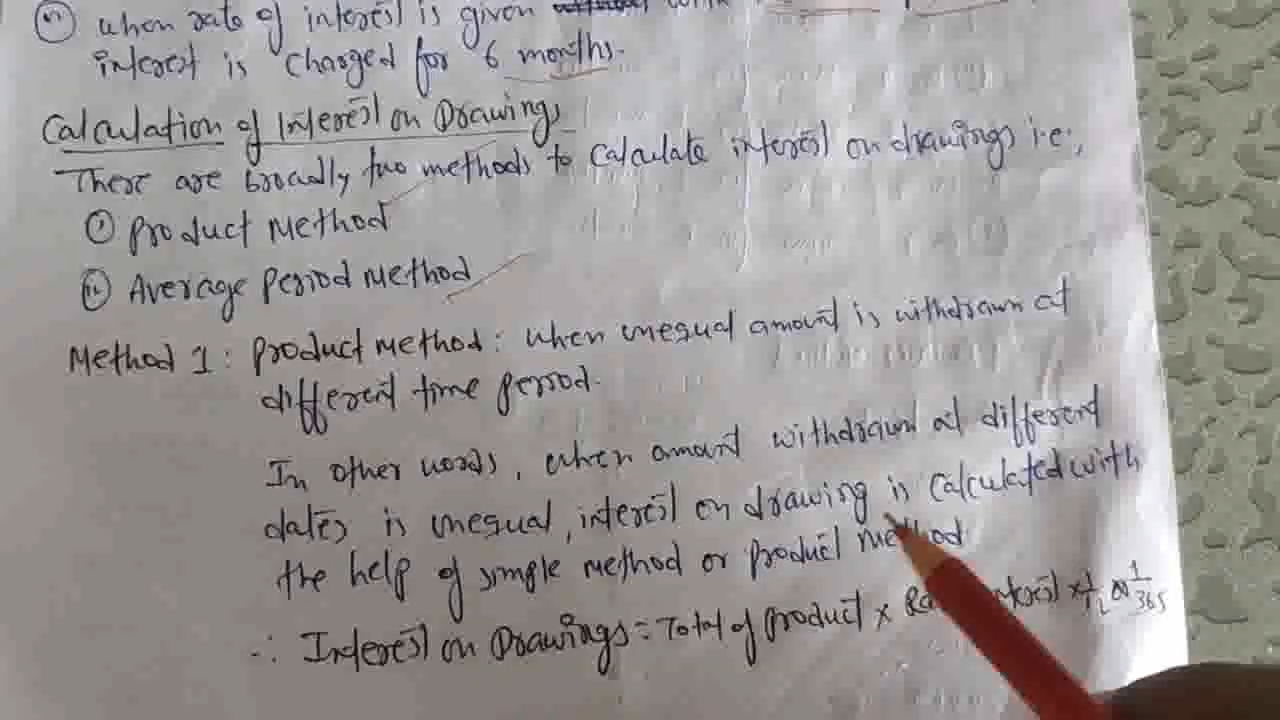 (ii) when rate of interest is given
interest is charged for 6 months.
Calculation of Interest on Drawings
There are broadly two methods to calculate interest on drawings i.e;
(i) Product Method
(ii) Average Period Method
Method 1: Product method: when unequal amount is withdrawn at
different time period.
In other words, when amount withdrawn at different
dates is unequal, interest on drawing is calculated with
the help of simple method or product method
∴ Interest on Drawings = Total of product x Interest x 1/12 or 1/365